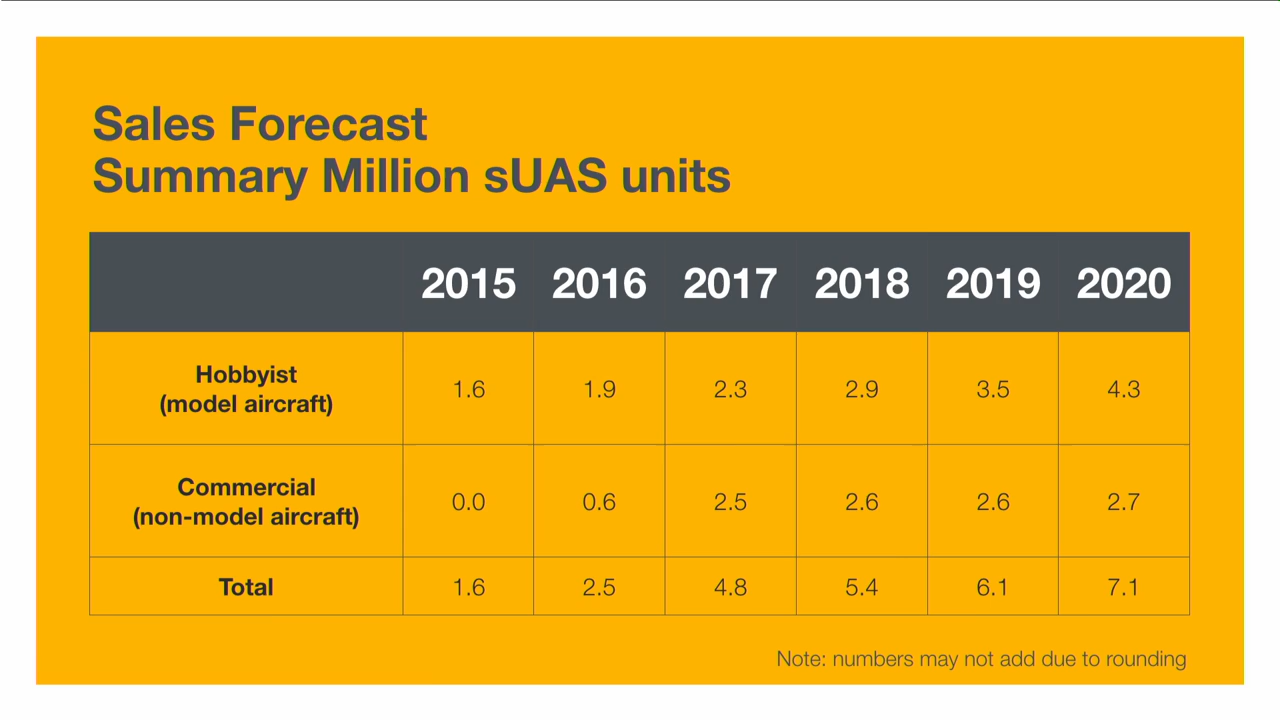 Sales Forecast
Summary Million sUAS units
2015 2016 2017 2018 2019 2020
Hobbyist
(model aircraft)
1.6 1.9 2.3 2.9 3.5 4.3
Commercial
(non-model aircraft)
0.0 0.6 2.5 2.6 2.6 2.7
Total 1.6 2.5 4.8 5.4 6.1 7.1
Note: numbers may not add due to rounding